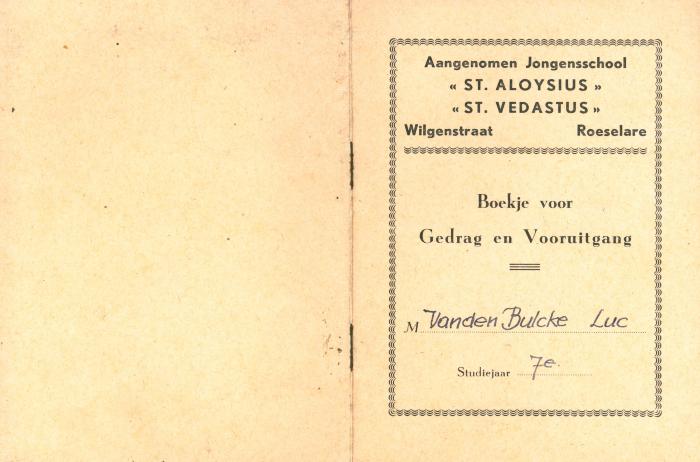 Aangenomen Jongensschool
« ST. ALOYSIUS »
« ST. VEDASTUS »
Wilgenstraat Roeselare
Boekje voor
Gedrag en Vooruitgang
M Vanden Bulcke Luc
Studiejaar 7e